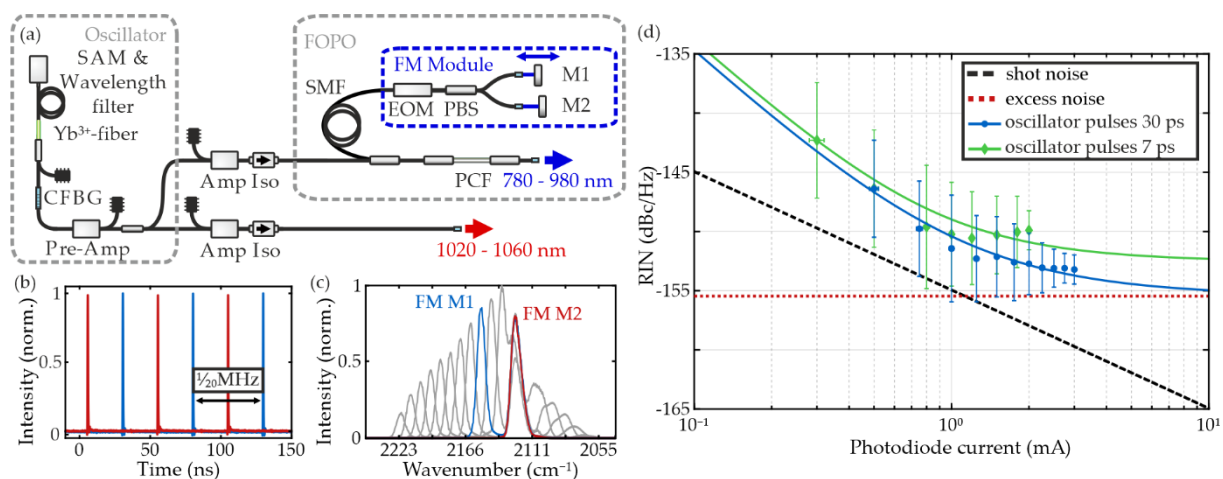 (a)
Oscillator
SAM &
Wavelength
filter
Yb³⁺-fiber
CFBG
Pre-Amp
Amp Iso
Amp Iso
FOPO
SMF
FM Module
EOM PBS
M1
M2
PCF
780 - 980 nm
1020 - 1060 nm
(b)
Intensity (norm.)
1
0.5
0
½₀MHz
0 50 100 150
Time (ns)
(c)
Intensity (norm.)
1
0.5
0
FM M1
FM M2
2223 2166 2111 2055
Wavenumber (cm⁻¹)
(d)
RIN (dBc/Hz)
-135
-145
-155
-165
shot noise
excess noise
oscillator pulses 30 ps
oscillator pulses 7 ps
10⁻¹ 10⁰ 10¹
Photodiode current (mA)